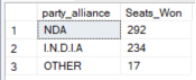 party_alliance Seats_Won
1 NDA 292
2 I.N.D.I.A 234
3 OTHER 17